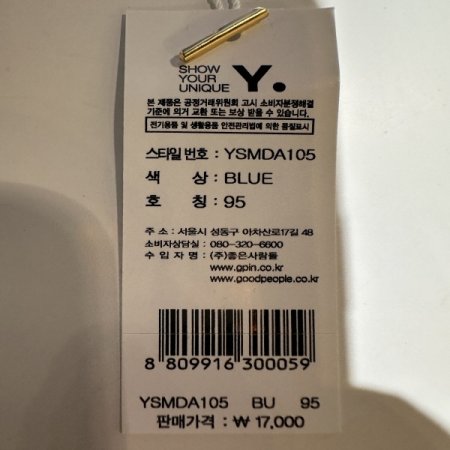 SHOW
YOUR
UNIQUE
Y.
본 제품은 공정거래위원회 고시 소비자분쟁해결
기준에 의거 교환 또는 보상 받을 수 있습니다.
전기용품 및 생활용품 안전관리법에 의한 품질표시
스타일 번호 : YSMDA105
색 상 : BLUE
호 칭 : 95
주 소 : 서울시 성동구 아차산로17길 48
소비자상담실 : 080-320-6600
수 입 자 명 : (주)좋은사람들
www.gpin.co.kr
www.goodpeople.co.kr
8 809916 300059
YSMDA105 BU 95
판매가격 : ₩ 17,000